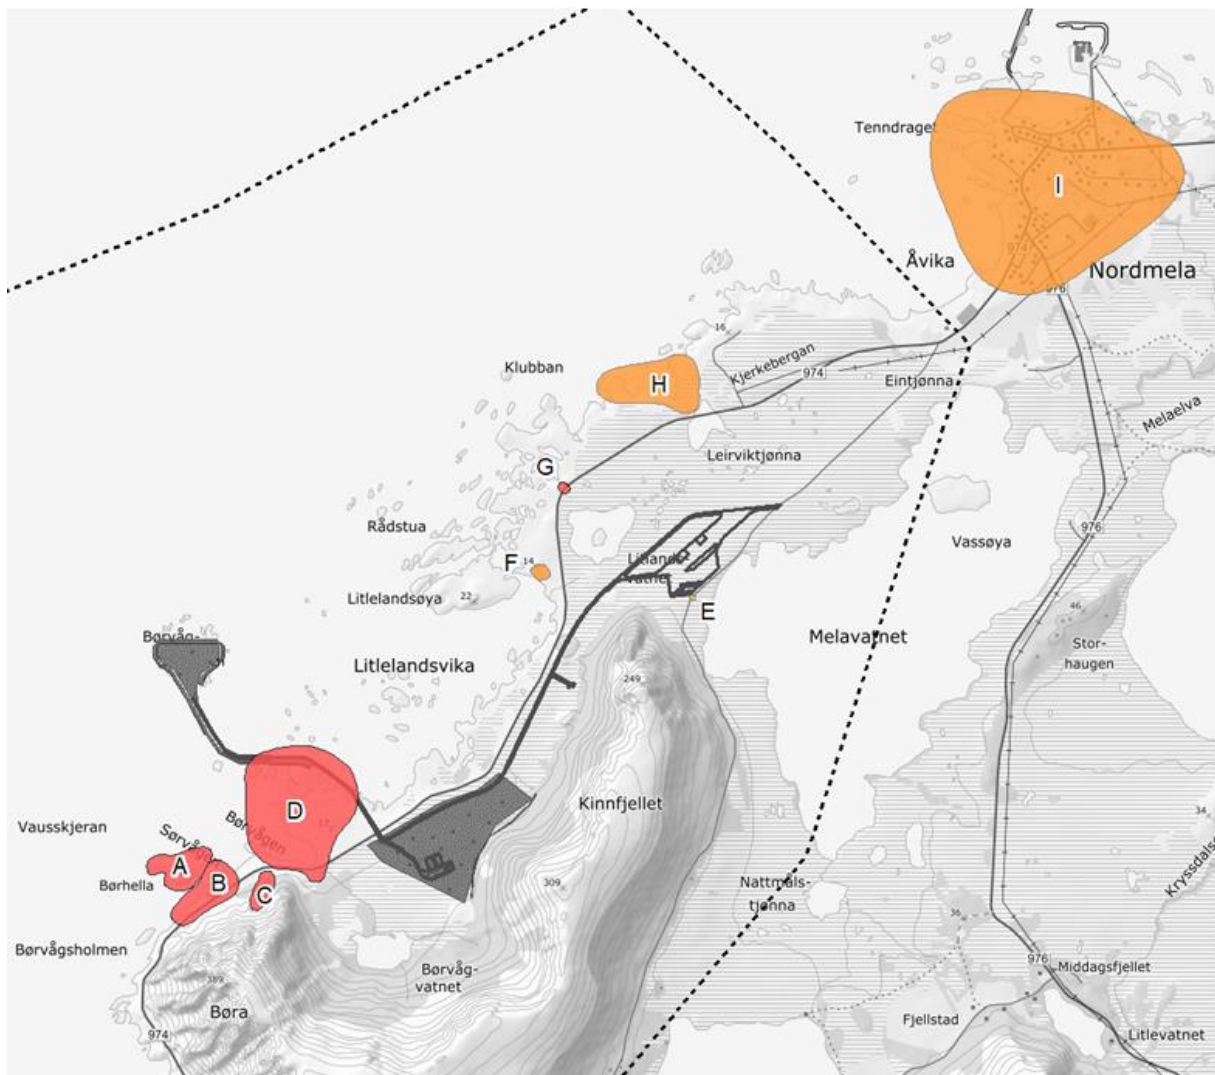 Tenndraget
I
974
Åvika
Nordmela
976
16
Klubban
H
Kjerkebergan
974
Eintjønna
Melaelva
G
Leirviktjønna
Rådstua
976
Vassøya
F
14
Litlandsøya
22
E
46
Stor-
haugen
Børvåg-
Litlelandsvika
Melavatnet
249
D
Kinnfjellet
Vausskjeran
Børvågen
34
A
Børhella
B
C
309
Nattmåls-
tjønna
36
Børvågsholmen
Børvåg-
vatnet
976
Middagsfjellet
Børa
Fjellstad
974
Litlevatnet